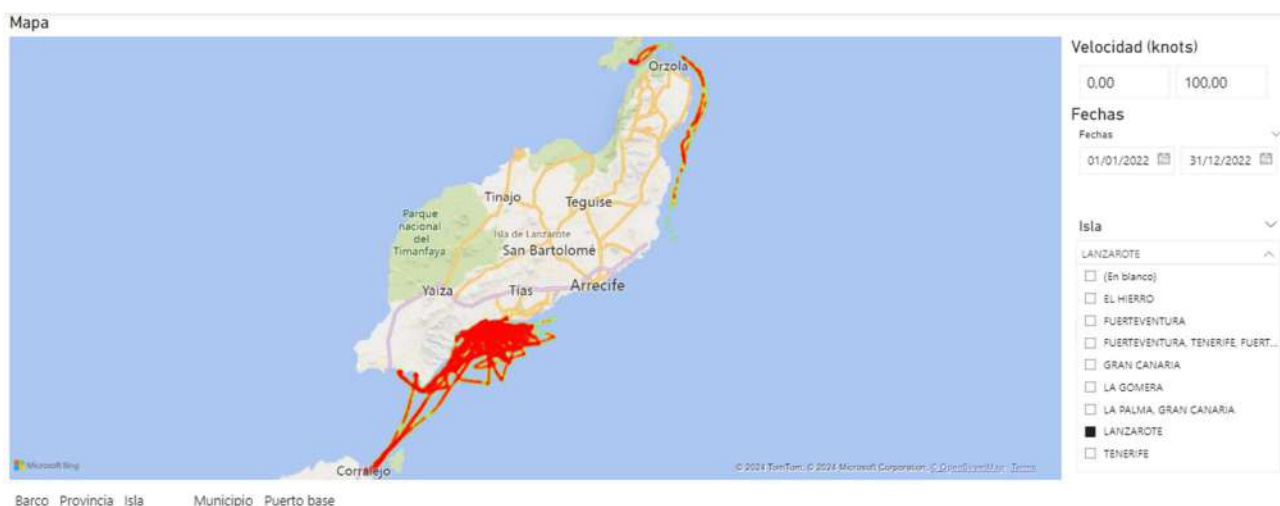 Mapa
Orzola
Tinajo
Teguise
Parque
nacional
del
Timanfaya
Isla de Lanzarote
San Bartolomé
Yaiza
Tías
Arrecife
Corralejo
Microsoft Bing
© 2024 TomTom, © 2024 Microsoft Corporation, © OpenStreetMap Terms
Velocidad (knots)
0,00 100,00
Fechas
Fechas
01/01/2022 31/12/2022
Isla
LANZAROTE
(En blanco)
EL HIERRO
FUERTEVENTURA
FUERTEVENTURA, TENERIFE, FUERT...
GRAN CANARIA
LA GOMERA
LA PALMA, GRAN CANARIA
LANZAROTE
TENERIFE
Barco Provincia Isla Municipio Puerto base